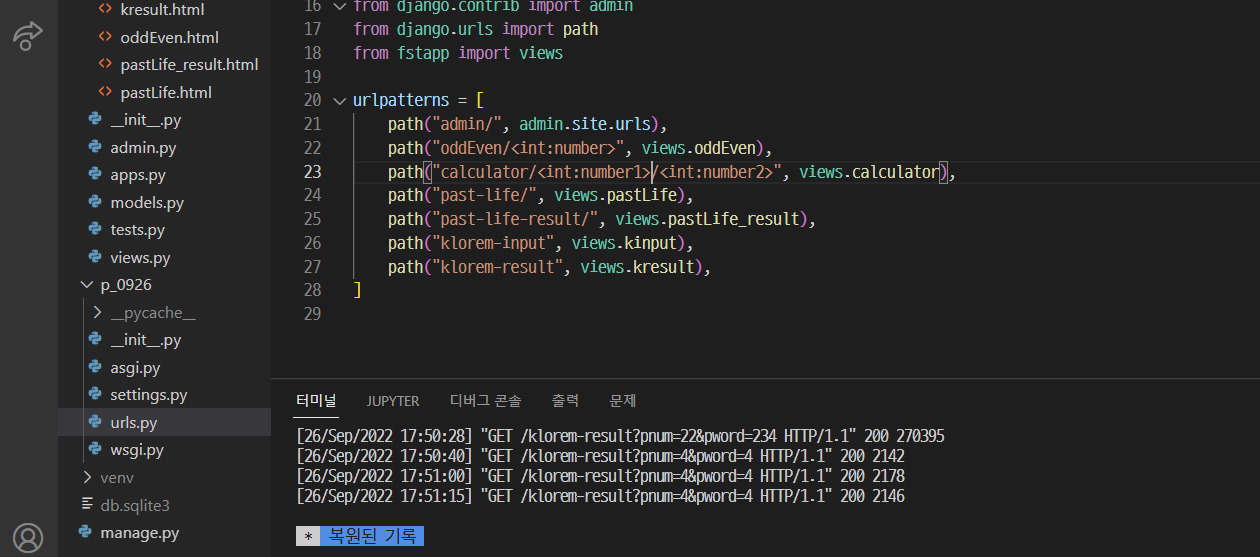 kresult.html
oddEven.html
pastLife_result.html
pastLife.html
__init__.py
admin.py
apps.py
models.py
tests.py
views.py
p_0926
__pycache__
__init__.py
asgi.py
settings.py
urls.py
wsgi.py
venv
db.sqlite3
manage.py
16 from django.contrib import admin
17 from django.urls import path
18 from fstapp import views
19
20 urlpatterns = [
21 path("admin/", admin.site.urls),
22 path("oddEven/<int:number>", views.oddEven),
23 path("calculator/<int:number1>/<int:number2>", views.calculator),
24 path("past-life/", views.pastLife),
25 path("past-life-result/", views.pastLife_result),
26 path("klorem-input", views.kinput),
27 path("klorem-result", views.kresult),
28 ]
29
터미널 JUPYTER 디버그 콘솔 출력 문제
[26/Sep/2022 17:50:28] "GET /klorem-result?pnum=22&pword=234 HTTP/1.1" 200 270395
[26/Sep/2022 17:50:40] "GET /klorem-result?pnum=4&pword=4 HTTP/1.1" 200 2142
[26/Sep/2022 17:51:00] "GET /klorem-result?pnum=4&pword=4 HTTP/1.1" 200 2178
[26/Sep/2022 17:51:15] "GET /klorem-result?pnum=4&pword=4 HTTP/1.1" 200 2146
* 복원된 기록